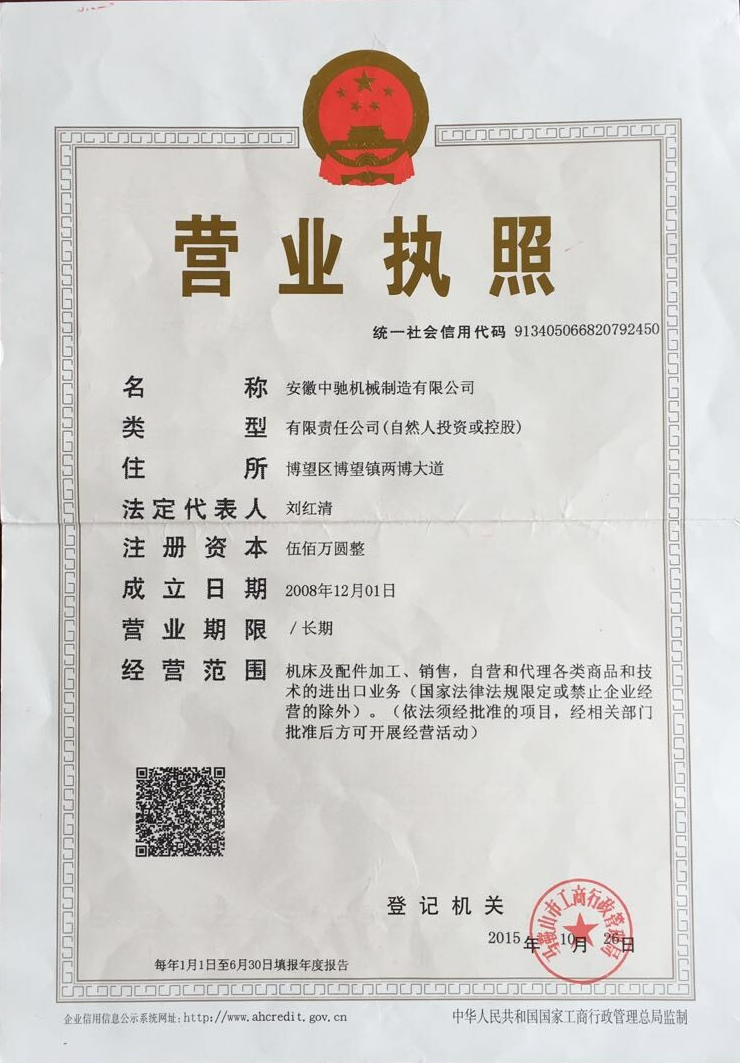 营业执照
统一社会信用代码 913405066820792450
名称 安徽中驰机械制造有限公司
类型 有限责任公司(自然人投资或控股)
住所 博望区博望镇两博大道
法定代表人 刘红清
注册资本 伍佰万圆整
成立日期 2008年12月01日
营业期限 /长期
经营范围 机床及配件加工、销售，自营和代理各类商品和技
术的进出口业务（国家法律法规限定或禁止企业经
营的除外）。（依法须经批准的项目，经相关部门
批准后方可开展经营活动）
登记机关
马鞍山市工商行政管理局
2015年10月26日
每年1月1日至6月30日填报年度报告
企业信用信息公示系统网址:http://www.ahcredit.gov.cn
中华人民共和国国家工商行政管理总局监制